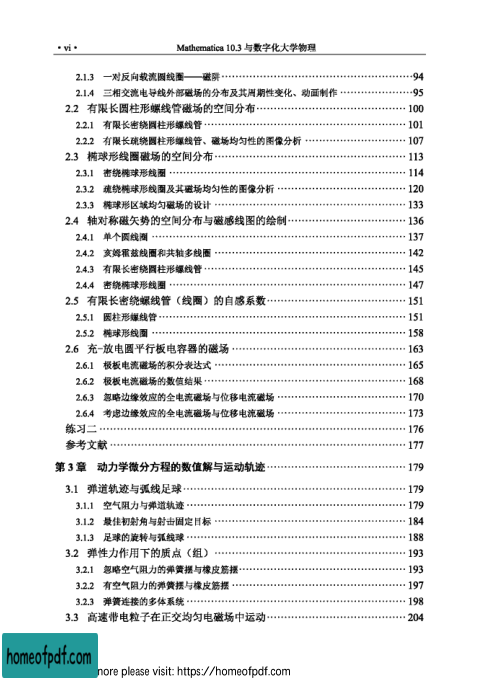 • vi •
Mathematica 10.3 与数字化大学物理
2.1.3 一对反向载流圆线圈——磁阱 ⋯⋯ 94
2.1.4 三相交流电导线外部磁场的分布及其周期性变化、动画制作 ⋯⋯ 95
2.2 有限长圆柱形螺线管磁场的空间分布 ⋯⋯ 100
2.2.1 有限长密绕圆柱形螺线管 ⋯⋯ 101
2.2.2 有限长疏绕圆柱形螺线管、磁场均匀性的图像分析 ⋯⋯ 107
2.3 椭球形线圈磁场的空间分布 ⋯⋯ 113
2.3.1 密绕椭球形线圈 ⋯⋯ 114
2.3.2 疏绕椭球形线圈及其磁场均匀性的图像分析 ⋯⋯ 120
2.3.3 椭球形区域均匀磁场的设计 ⋯⋯ 133
2.4 轴对称磁矢势的空间分布与磁感线图的绘制 ⋯⋯ 136
2.4.1 单个圆线圈 ⋯⋯ 137
2.4.2 亥姆霍兹线圈和共轴多线圈 ⋯⋯ 142
2.4.3 有限长密绕圆柱形螺线管 ⋯⋯ 145
2.4.4 密绕椭球形线圈 ⋯⋯ 147
2.5 有限长密绕螺线管（线圈）的自感系数 ⋯⋯ 151
2.5.1 圆柱形螺线管 ⋯⋯ 151
2.5.2 椭球形线圈 ⋯⋯ 158
2.6 充-放电圆平行板电容器的磁场 ⋯⋯ 163
2.6.1 极板电流磁场的积分表达式 ⋯⋯ 165
2.6.2 极板电流磁场的数值结果 ⋯⋯ 168
2.6.3 忽略边缘效应的全电流磁场与位移电流磁场 ⋯⋯ 170
2.6.4 考虑边缘效应的全电流磁场与位移电流磁场 ⋯⋯ 173
练习二 ⋯⋯ 176
参考文献 ⋯⋯ 177
第 3 章 动力学微分方程的数值解与运动轨迹 ⋯⋯ 179
3.1 弹道轨迹与弧线足球 ⋯⋯ 179
3.1.1 空气阻力与弹道轨迹 ⋯⋯ 179
3.1.2 最佳初射角与击固定目标 ⋯⋯ 184
3.1.3 足球的旋转与弧线球 ⋯⋯ 188
3.2 弹性力作用下的质点（组） ⋯⋯ 193
3.2.1 忽略空气阻力的弹簧摆与橡皮筋摆 ⋯⋯ 193
3.2.2 有空气阻力的弹簧摆与橡皮筋摆 ⋯⋯ 197
3.2.3 弹簧连接的多体系统 ⋯⋯ 198
3.3 高速带电粒子在正交均匀电磁场中运动 ⋯⋯ 204
homeofpdf.com
more please visit: https://homeofpdf.com